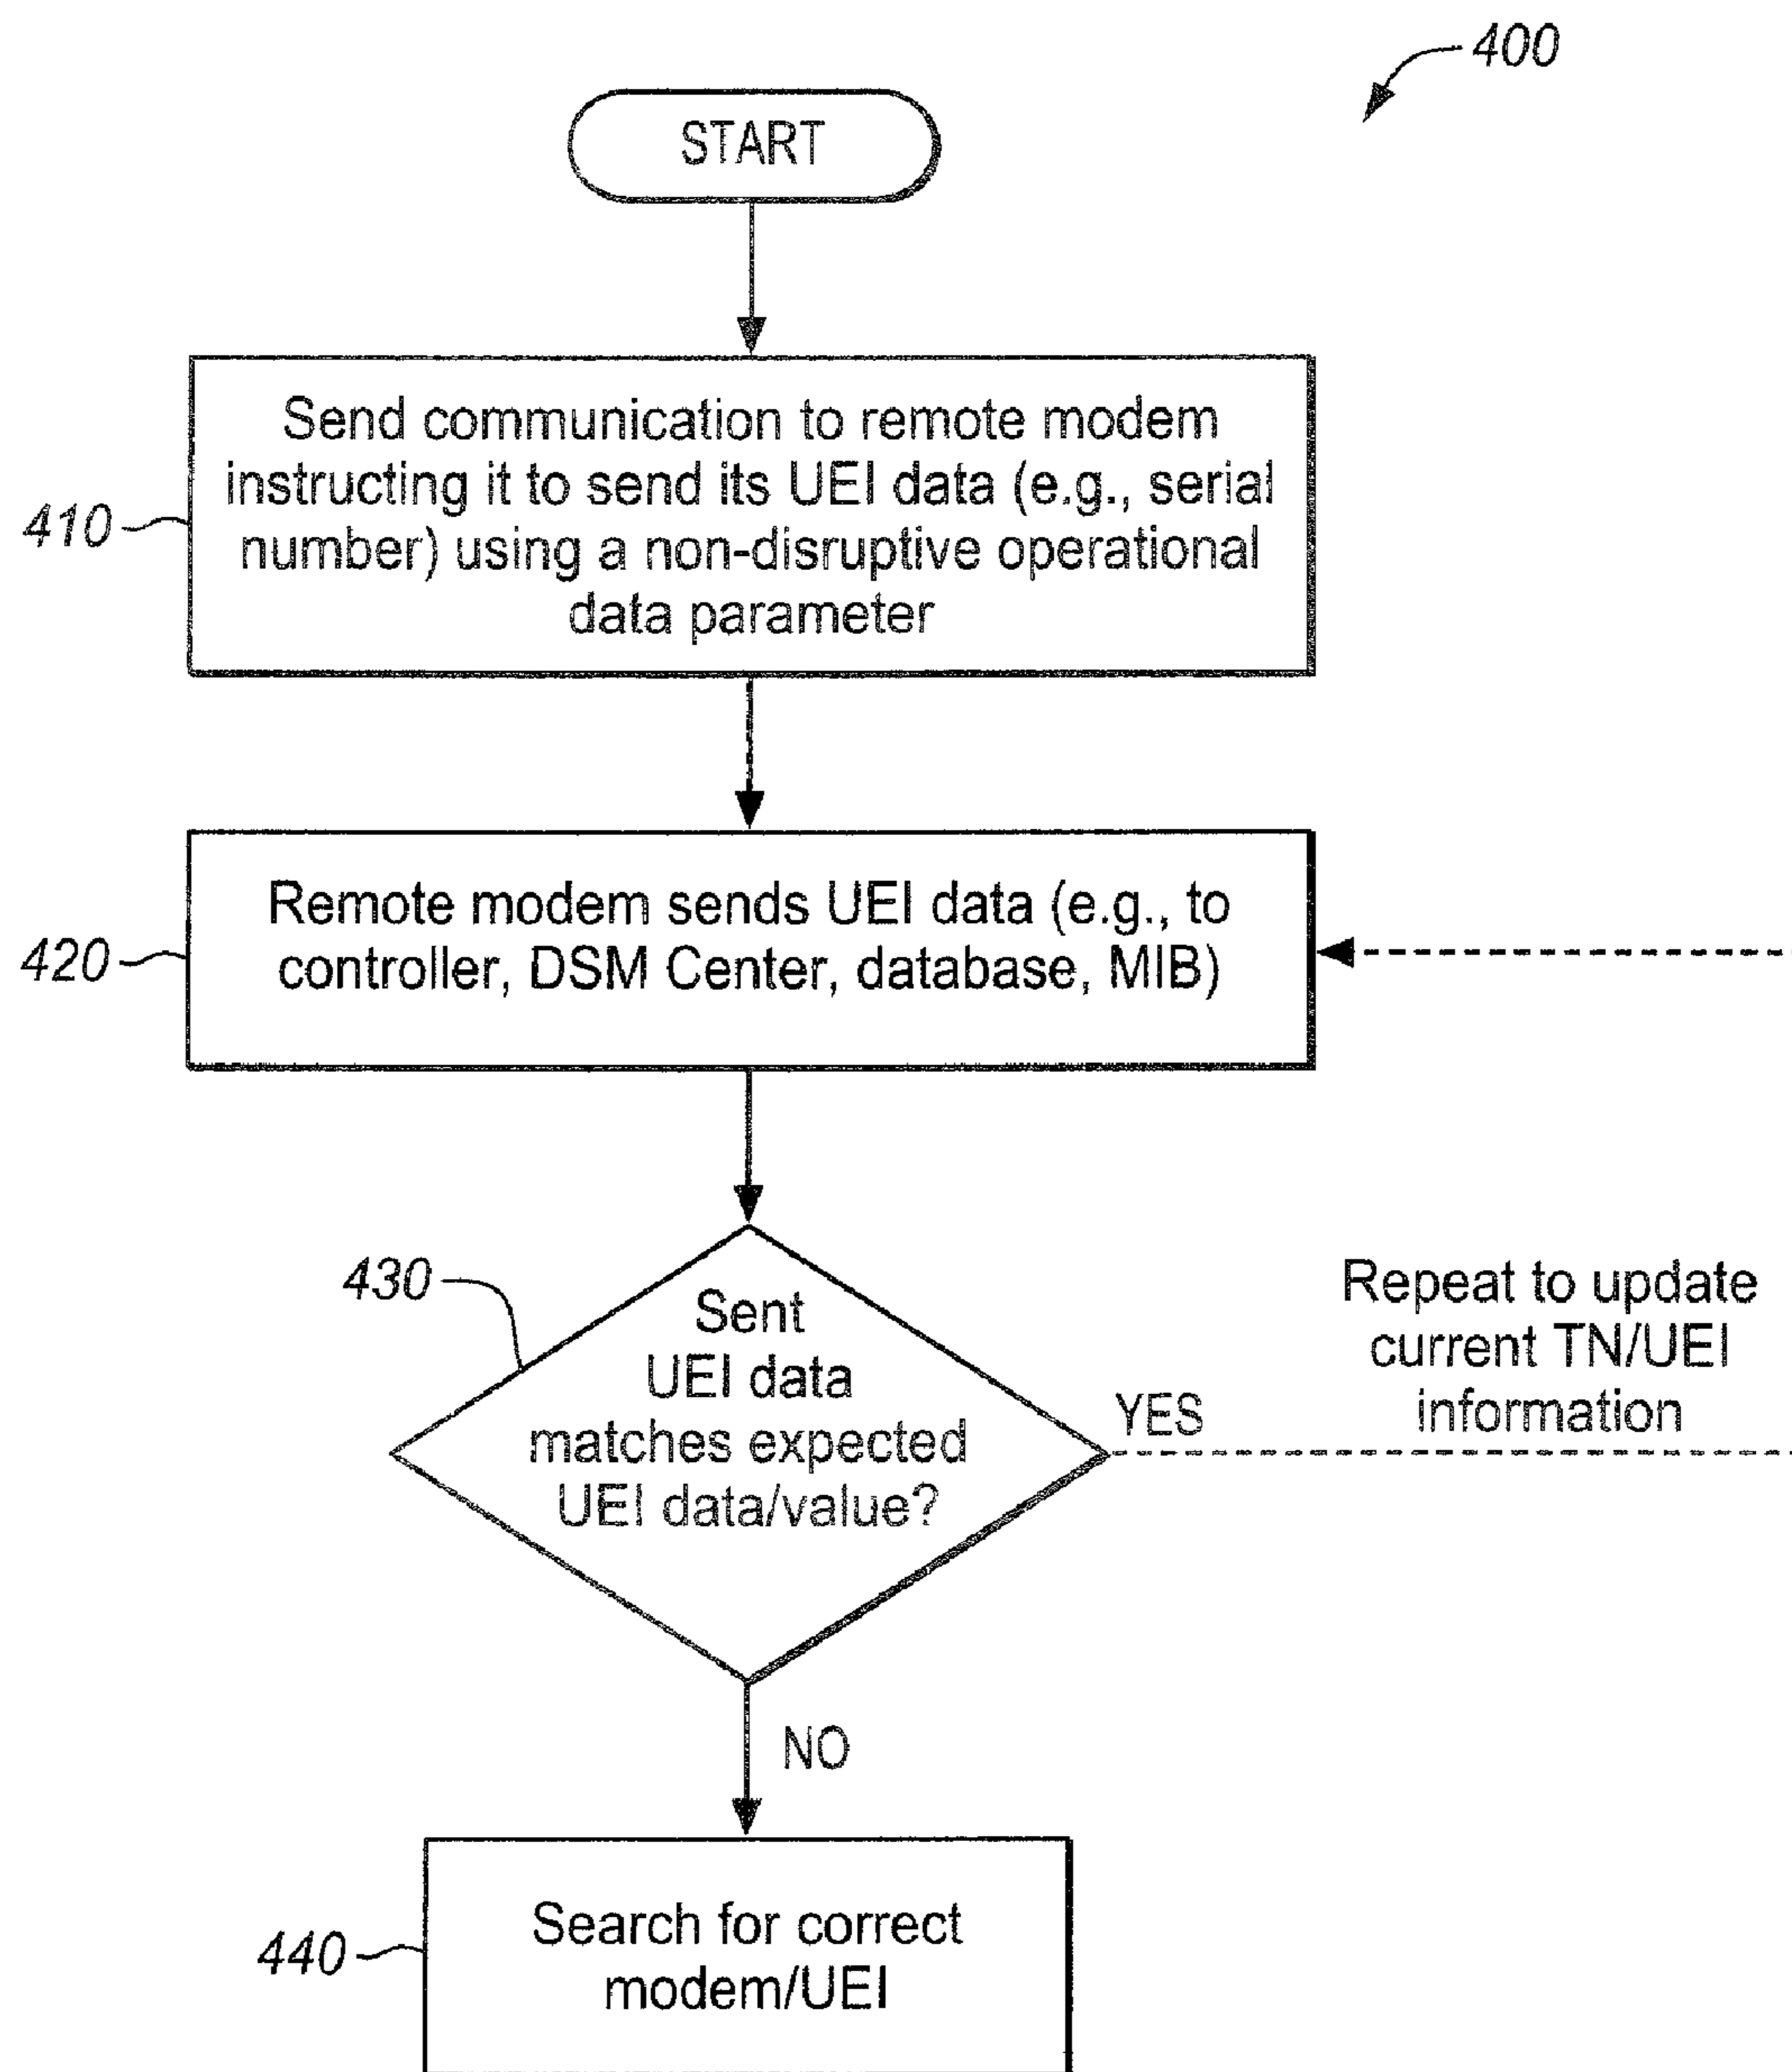 400
START
410
Send communication to remote modem
instructing it to send its UEI data (e.g., serial
number) using a non-disruptive operational
data parameter
420
Remote modem sends UEI data (e.g., to
controller, DSM Center, database, MIB)
430
Sent
UEI data
matches expected
UEI data/value?
YES
Repeat to update
current TN/UEI
information
NO
440
Search for correct
modem/UEI